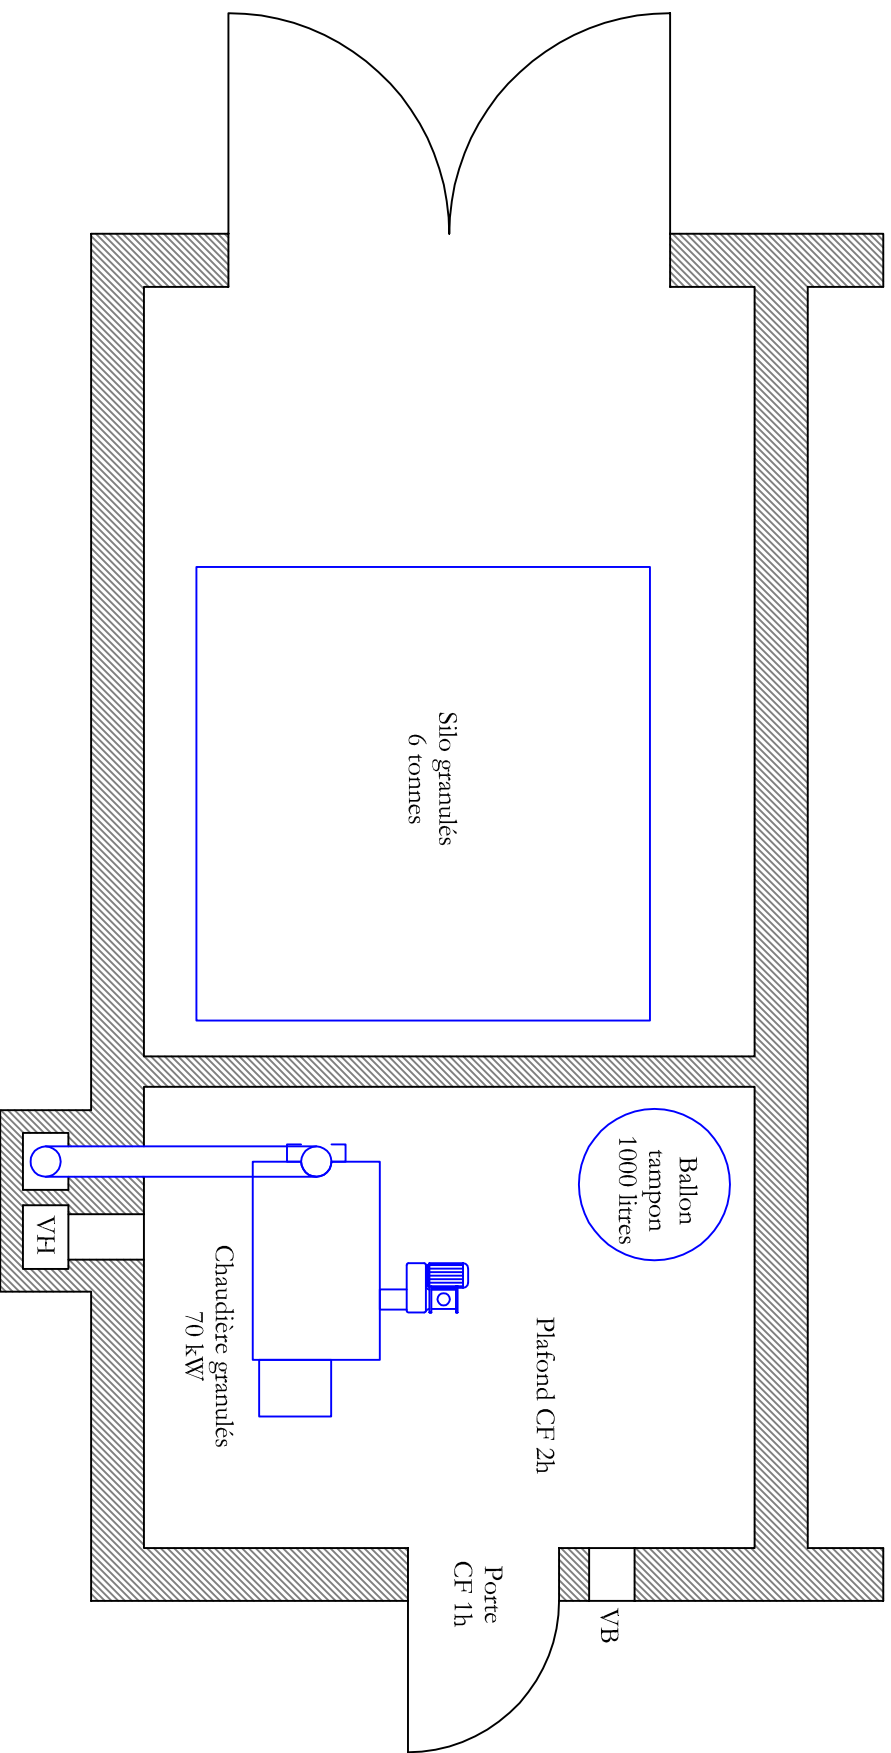 Silo granulés
6 tonnes
Ballon
tampon
1000 litres
VH
Chaudière granulés
70 kW
Plafond CF 2h
Porte
CF 1h
VB